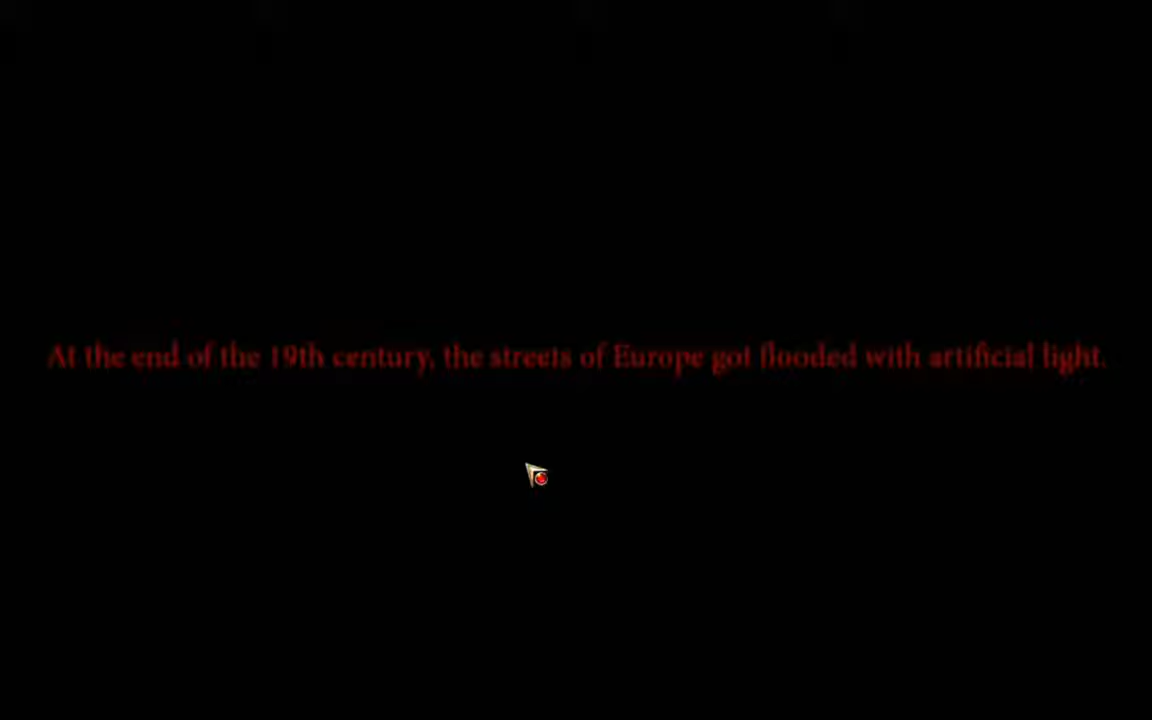 At the end of the 19th century, the streets of Europe got flooded with artificial light.